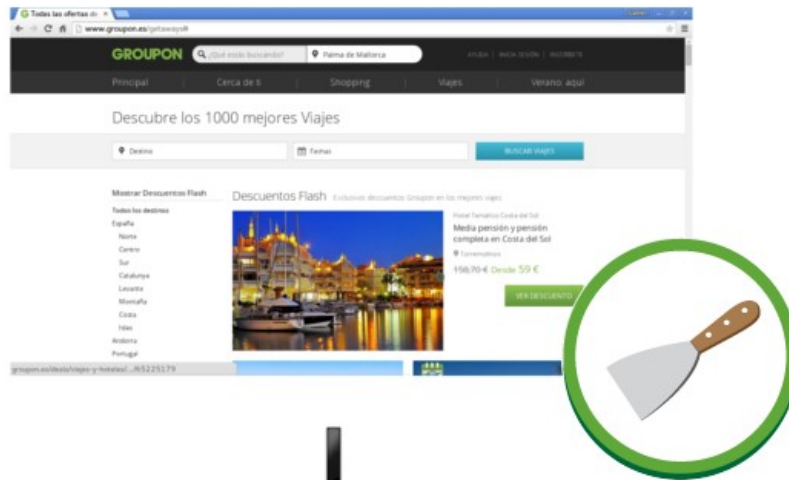 Todas las ofertas de
www.groupon.es/getaways#
GROUPON
¿Qué estás buscando?
Palma de Mallorca
AYUDA | INICIA SESIÓN | REGÍSTRATE
Principal
Cerca de ti
Shopping
Viajes
Verano: aquí
Descubre los 1000 mejores Viajes
Destino
Fechas
BUSCAR VIAJES
Mostrar Descuentos Flash
Todos los destinos
España
Norte
Centro
Sur
Catalunya
Levante
Montaña
Costa
Islas
Andorra
Portugal
Descuentos Flash Exclusivos descuentos Groupon en los mejores viajes
Hotel Temático Costa del Sol
Media pensión y pensión
completa en Costa del Sol
Torremolinos
198,70 € Desde 59 €
VER DESCUENTO
groupon.es/deals/viajes-y-hoteles/.../65225179